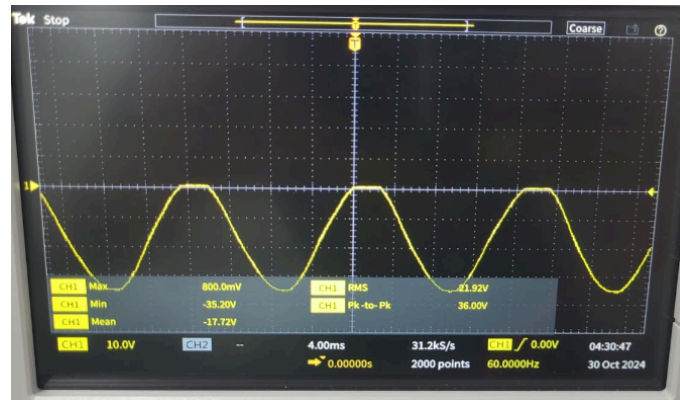 Tek Stop
Coarse
T
1
CH1 Max 800.0mV CH1 RMS 21.92V
CH1 Min -35.20V CH1 Pk-to-Pk 36.00V
CH1 Mean -17.72V
CH1 10.0V CH2 -- 4.00ms 31.2kS/s CH1 0.00V 04:30:47
0.00000s 2000 points 60.0000Hz 30 Oct 2024